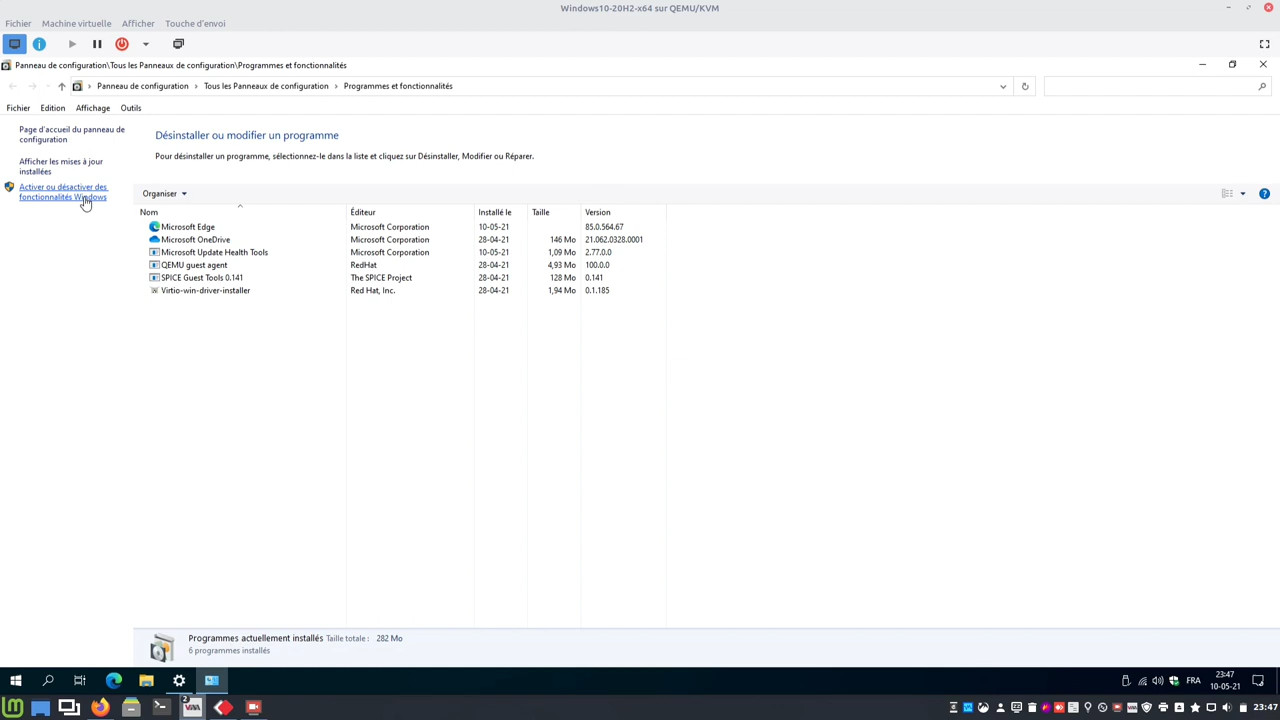 Windows10-20H2-x64 sur QEMU/KVM
Fichier Machine virtuelle Afficher Touche d'envoi
Panneau de configuration\Tous les Panneaux de configuration\Programmes et fonctionnalités
Panneau de configuration › Tous les Panneaux de configuration › Programmes et fonctionnalités
Fichier Edition Affichage Outils
Page d'accueil du panneau de
configuration
Afficher les mises à jour
installées
Activer ou désactiver des
fonctionnalités Windows
Désinstaller ou modifier un programme
Pour désinstaller un programme, sélectionnez-le dans la liste et cliquez sur Désinstaller, Modifier ou Réparer.
Organiser
Nom Éditeur Installé le Taille Version
Microsoft Edge Microsoft Corporation 10-05-21 85.0.564.67
Microsoft OneDrive Microsoft Corporation 28-04-21 146 Mo 21.062.0328.0001
Microsoft Update Health Tools Microsoft Corporation 10-05-21 1,09 Mo 2.77.0.0
QEMU guest agent RedHat 28-04-21 4,93 Mo 100.0.0
SPICE Guest Tools 0.141 The SPICE Project 28-04-21 128 Mo 0.141
Virtio-win-driver-installer Red Hat, Inc. 28-04-21 1,94 Mo 0.1.185
Programmes actuellement installés Taille totale : 282 Mo
6 programmes installés
FRA
23:47
10-05-21
2
23:47